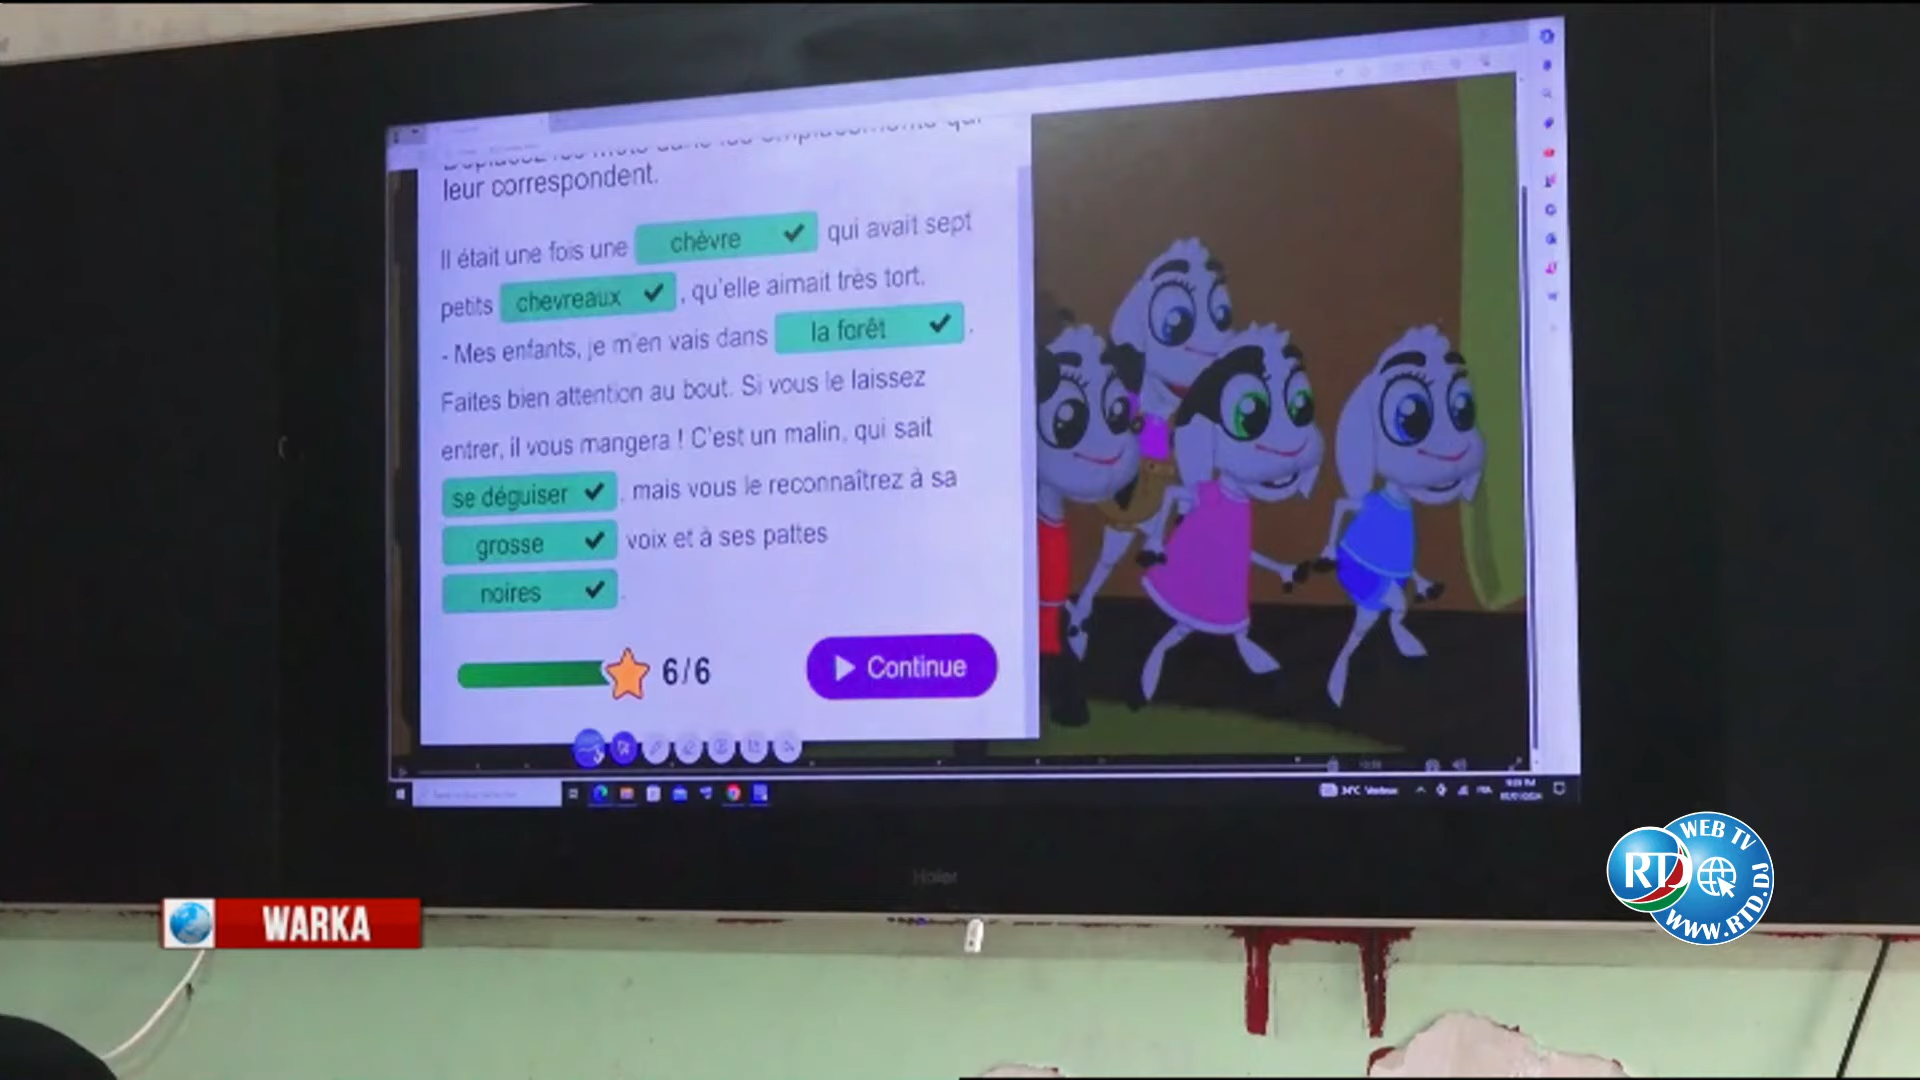 leur correspondent.
Il était une fois une chèvre ✔ qui avait sept
petits chevreaux ✔ , qu'elle aimait très tort.
- Mes enfants, je m'en vais dans la forêt ✔ .
Faites bien attention au bout. Si vous le laissez
entrer, il vous mangera ! C'est un malin, qui sait
se déguiser ✔ , mais vous le reconnaîtrez à sa
grosse ✔ voix et à ses pattes
noires ✔ .
6/6
Continue
34°C
Haier
WARKA
WEB TV
RTD
WWW.RTD.DJ